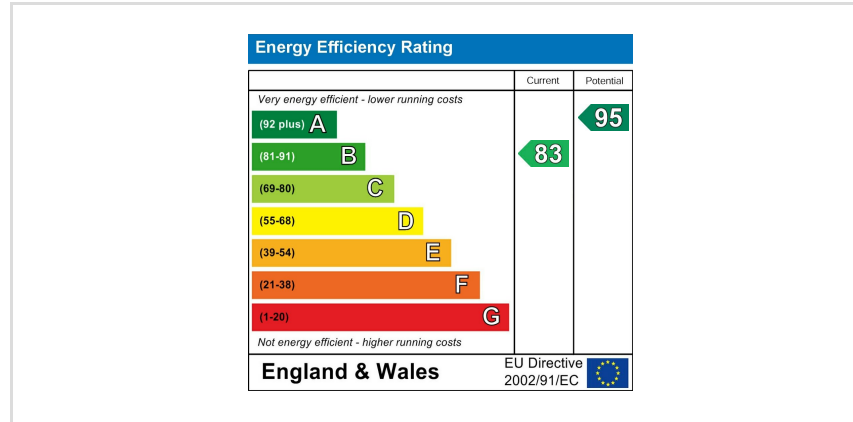 Energy Efficiency Rating
Current Potential
Very energy efficient - lower running costs
(92 plus) A 95
(81-91) B 83
(69-80) C
(55-68) D
(39-54) E
(21-38) F
(1-20) G
Not energy efficient - higher running costs
England & Wales
EU Directive
2002/91/EC